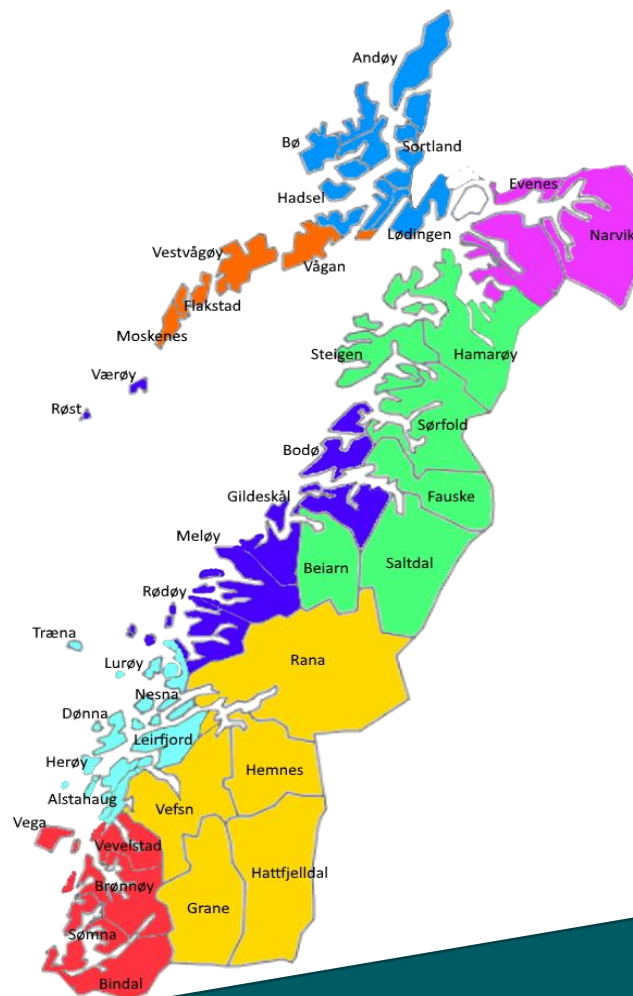 Andøy
Bø
Sortland
Hadsel
Evenes
Narvik
Lødingen
Vestvågøy
Vågan
Flakstad
Moskenes
Steigen
Hamarøy
Værøy
Røst
Sørfold
Bodø
Fauske
Gildeskål
Meløy
Beiarn
Saltdal
Rødøy
Træna
Lurøy
Rana
Nesna
Dønna
Leirfjord
Herøy
Hemnes
Alstahaug
Vefsn
Vega
Vevelstad
Hattfjelldal
Brønnøy
Grane
Sømna
Bindal